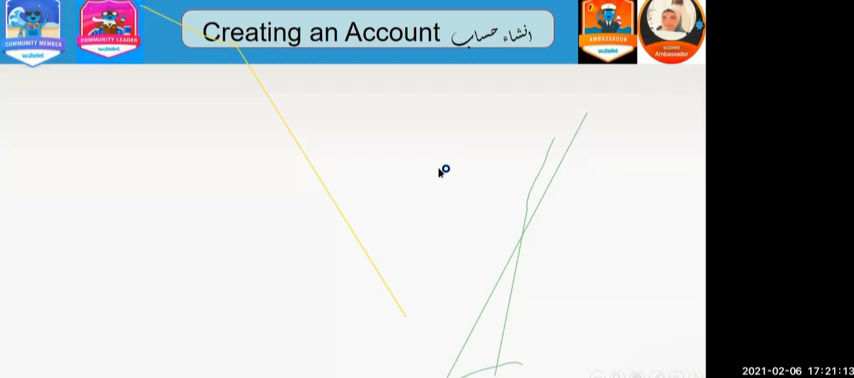 COMMUNITY MEMBER
wakelet
COMMUNITY LEADER
wakelet
Creating an Account انشاء حساب
AMBASSADOR
wakelet
wakelet
Ambassador
2021-02-06 17:21:13